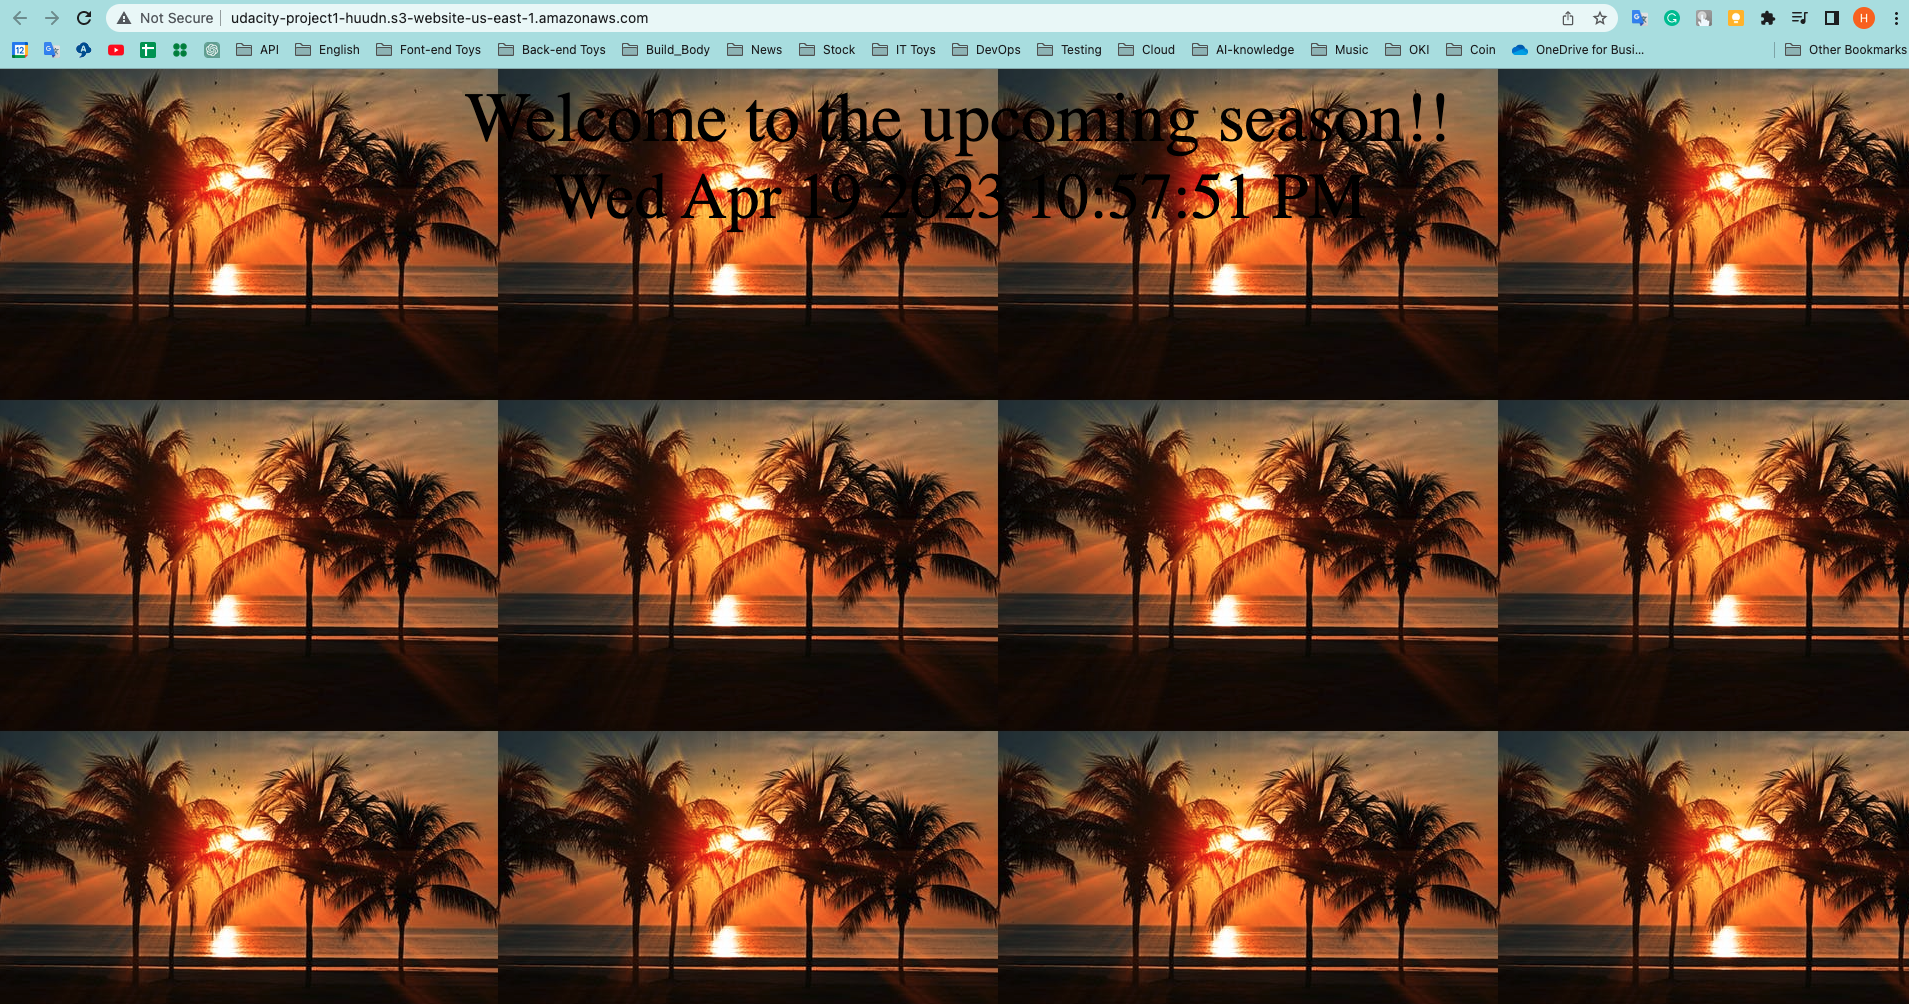 Not Secure udacity-project1-huudn.s3-website-us-east-1.amazonaws.com H
12 API English Font-end Toys Back-end Toys Build_Body News Stock IT Toys DevOps Testing Cloud AI-knowledge Music OKI Coin OneDrive for Busi... Other Bookmarks
Welcome to the upcoming season!!
Wed Apr 19 2023 10:57:51 PM